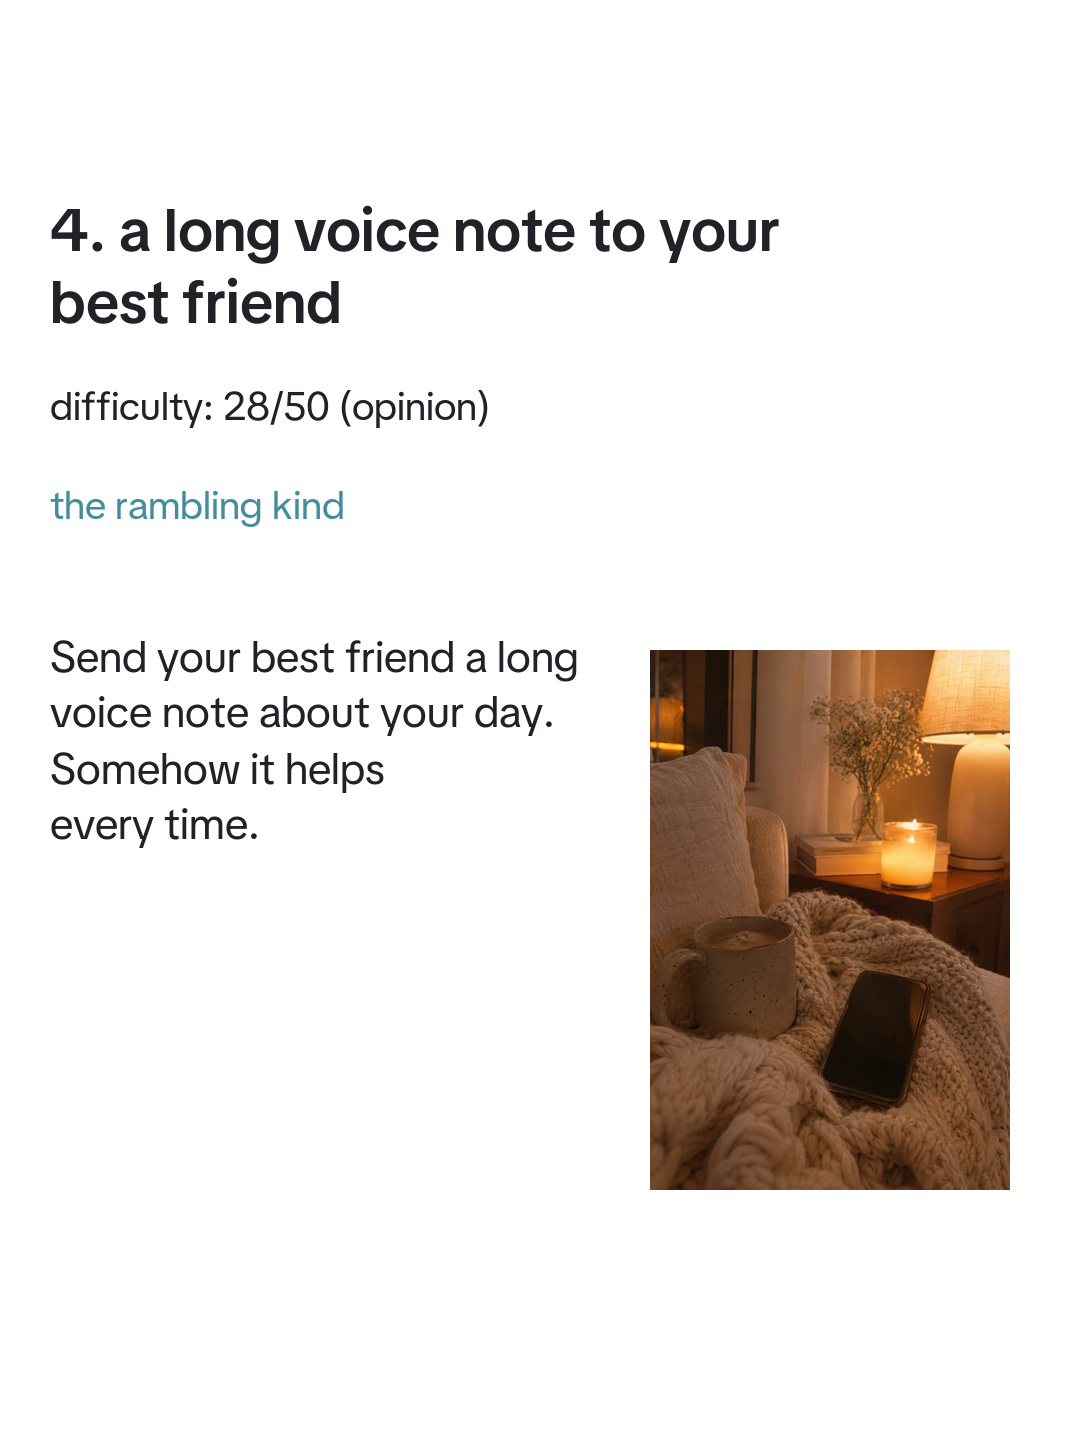 4. a long voice note to your
best friend
difficulty: 28/50 (opinion)
the rambling kind
Send your best friend a long
voice note about your day.
Somehow it helps
every time.